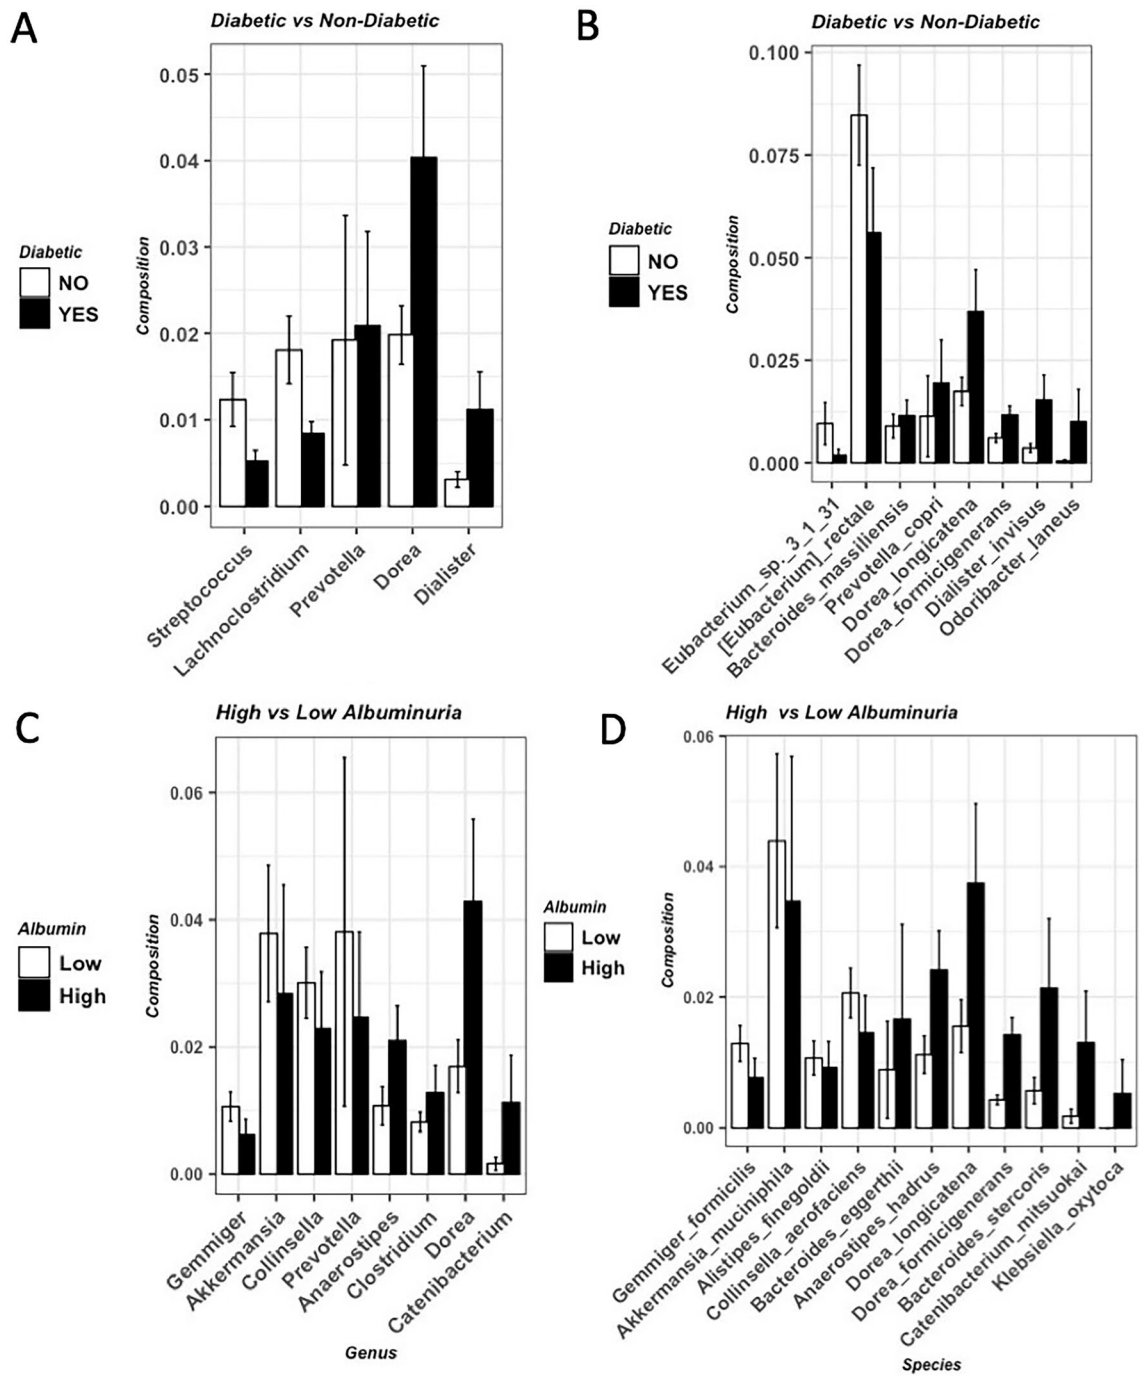 A
Diabetic vs Non-Diabetic
0.05
0.04
0.03
0.02
0.01
0.00
Composition
Diabetic
NO
YES
Streptococcus
Lachnoclostridium
Prevotella
Dorea
Dialister
B
Diabetic vs Non-Diabetic
0.100
0.075
0.050
0.025
0.000
Composition
Diabetic
NO
YES
Eubacterium_sp._3_1_31
[Eubacterium]_rectale
Bacteroides_massiliensis
Prevotella_copri
Dorea_longicatena
Dorea_formicigenerans
Dialister_invisus
Odoribacter_laneus
C
High vs Low Albuminuria
0.06
0.04
0.02
0.00
Composition
Albumin
Low
High
Gemmiger
Akkermansia
Collinsella
Prevotella
Anaerostipes
Clostridium
Dorea
Catenibacterium
Genus
D
High vs Low Albuminuria
0.06
0.04
0.02
0.00
Composition
Albumin
Low
High
Gemmiger_formicilis
Akkermansia_muciniphila
Alistipes_finegoldii
Collinsella_aerofaciens
Bacteroides_eggerthii
Anaerostipes_hadrus
Dorea_longicatena
Dorea_formicigenerans
Bacteroides_stercoris
Catenibacterium_mitsuokai
Klebsiella_oxytoca
Species